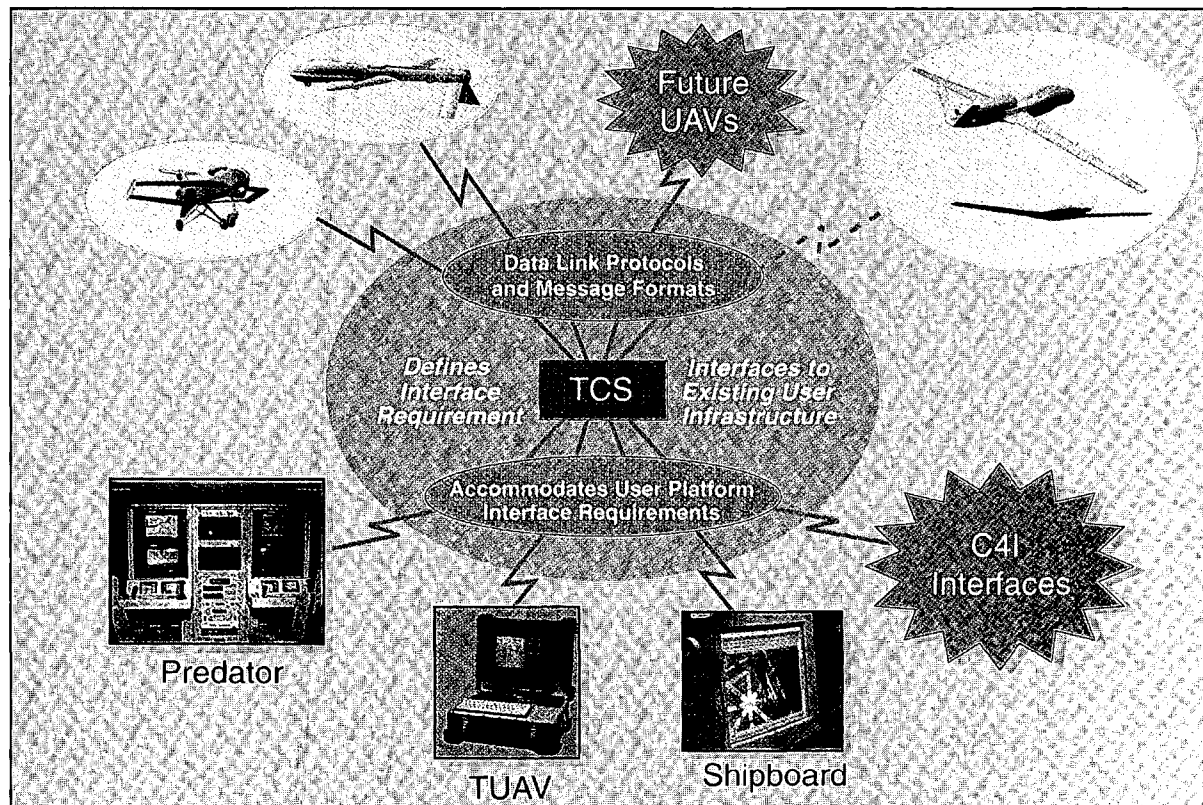 Future
UAVs
Data Link Protocols
and Message Formats
Defines
Interface
Requirement
TCS
Interfaces to
Existing User
Infrastructure
Accommodates User Platform
Interface Requirements
C4I
Interfaces
Predator
TUAV
Shipboard